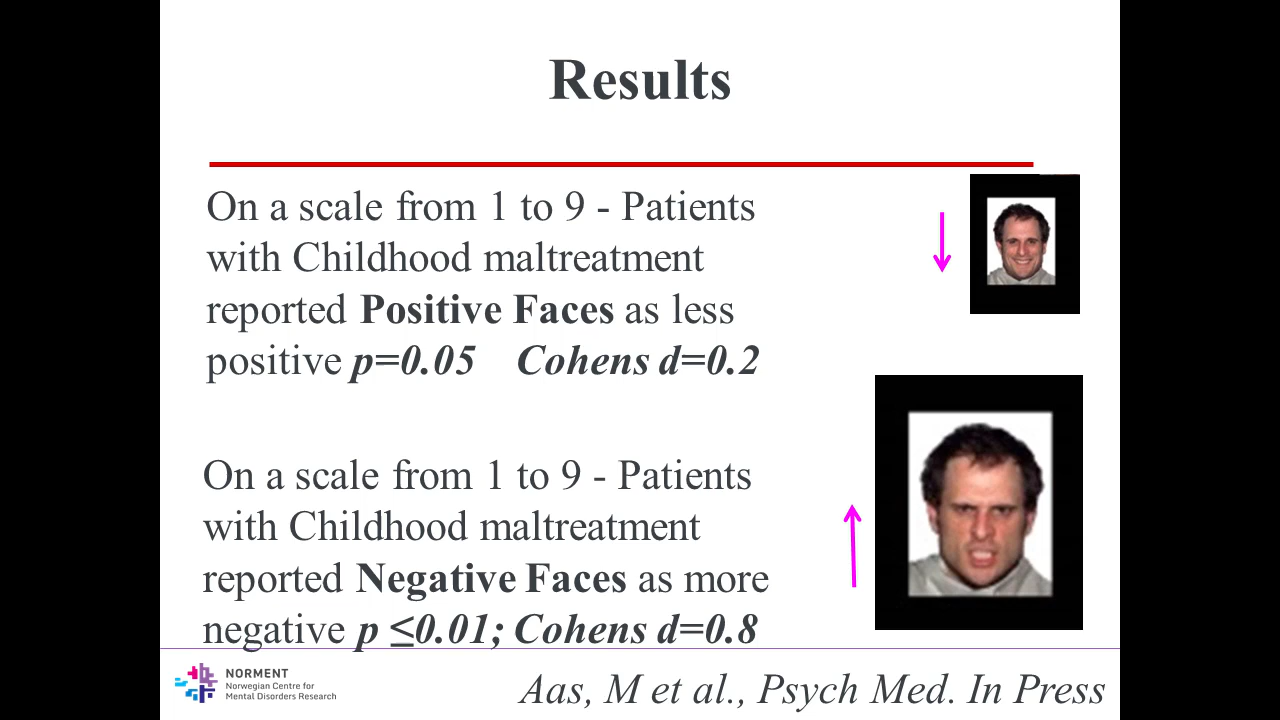 Results
On a scale from 1 to 9 - Patients
with Childhood maltreatment
reported Positive Faces as less
positive p=0.05 Cohens d=0.2
On a scale from 1 to 9 - Patients
with Childhood maltreatment
reported Negative Faces as more
negative p ≤0.01; Cohens d=0.8
NORMENT
Norwegian Centre for
Mental Disorders Research
Aas, M et al., Psych Med. In Press